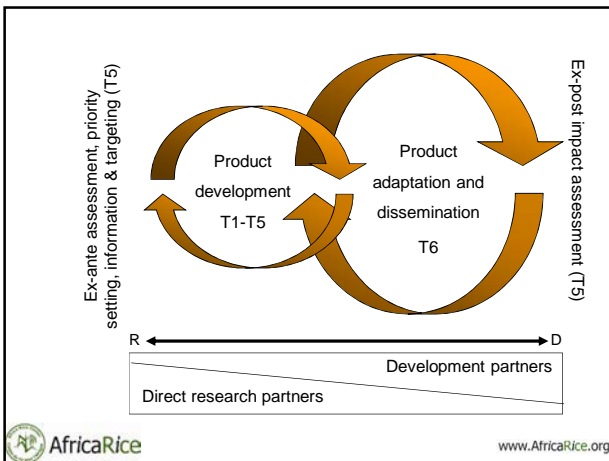 Ex-ante assessment, priority
setting, information & targeting (T5)
Product
development
T1-T5
Product
adaptation and
dissemination
T6
Ex-post impact assessment (T5)
R
D
Development partners
Direct research partners
AfricaRice
www.AfricaRice.org